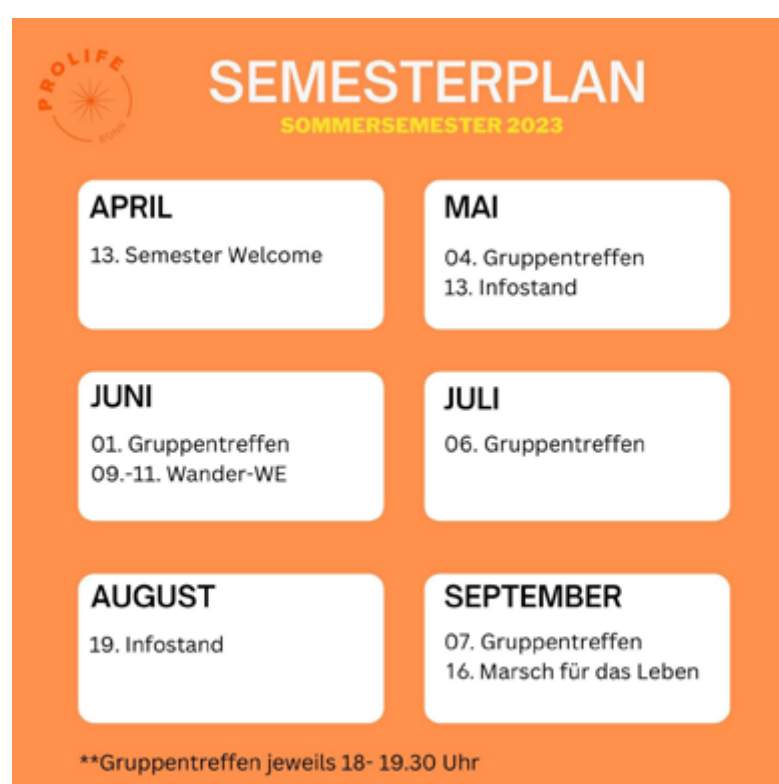 PROLIFE
BONN
SEMESTERPLAN
SOMMERSEMESTER 2023
APRIL
13. Semester Welcome
MAI
04. Gruppentreffen
13. Infostand
JUNI
01. Gruppentreffen
09.-11. Wander-WE
JULI
06. Gruppentreffen
AUGUST
19. Infostand
SEPTEMBER
07. Gruppentreffen
16. Marsch für das Leben
**Gruppentreffen jeweils 18- 19.30 Uhr